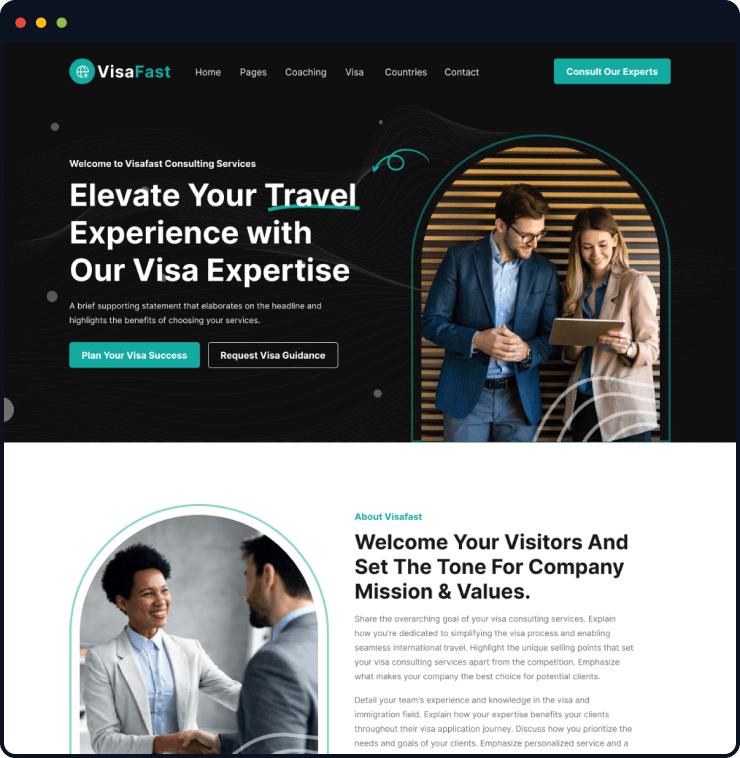 VisaFast
Home Pages Coaching Visa Countries Contact
Consult Our Experts
Welcome to Visafast Consulting Services
Elevate Your Travel
Experience with
Our Visa Expertise
A brief supporting statement that elaborates on the headline and
highlights the benefits of choosing your services.
Plan Your Visa Success
Request Visa Guidance
About Visafast
Welcome Your Visitors And
Set The Tone For Company
Mission & Values.
Share the overarching goal of your visa consulting services. Explain
how you're dedicated to simplifying the visa process and enabling
seamless international travel. Highlight the unique selling points that set
your visa consulting services apart from the competition. Emphasize
what makes your company the best choice for potential clients.
Detail your team's experience and knowledge in the visa and
immigration field. Explain how your expertise benefits your clients
throughout their visa application journey. Discuss how you prioritize the
needs and goals of your clients. Emphasize personalized service and a